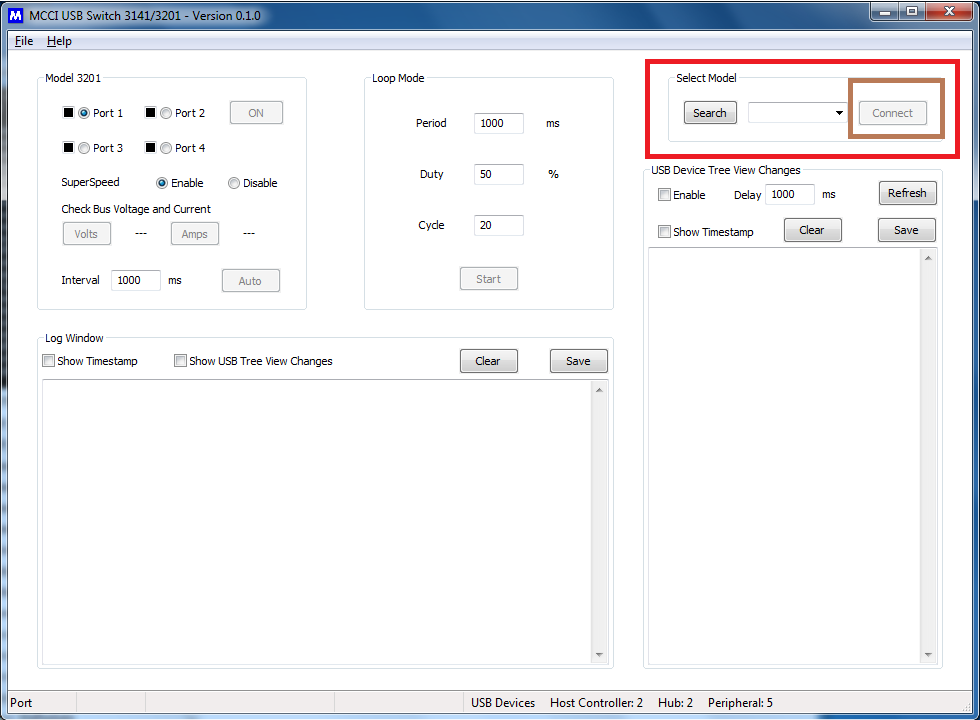 MCCI USB Switch 3141/3201 - Version 0.1.0
File Help
Model 3201
Port 1 Port 2 ON
Port 3 Port 4
SuperSpeed Enable Disable
Check Bus Voltage and Current
Volts --- Amps ---
Interval 1000 ms Auto
Loop Mode
Period 1000 ms
Duty 50 %
Cycle 20
Start
Select Model
Search Connect
USB Device Tree View Changes
Enable Delay 1000 ms Refresh
Show Timestamp Clear Save
Log Window
Show Timestamp Show USB Tree View Changes Clear Save
Port USB Devices Host Controller: 2 Hub: 2 Peripheral: 5